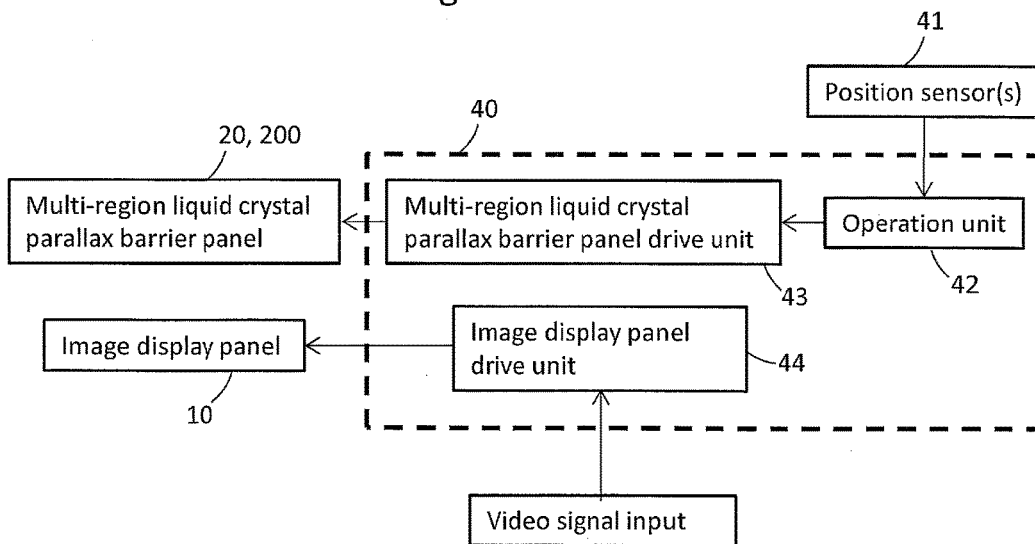 41
Position sensor(s)
40
20, 200
Multi-region liquid crystal
parallax barrier panel
Multi-region liquid crystal
parallax barrier panel drive unit
Operation unit
43
42
Image display panel
Image display panel
drive unit
44
10
Video signal input